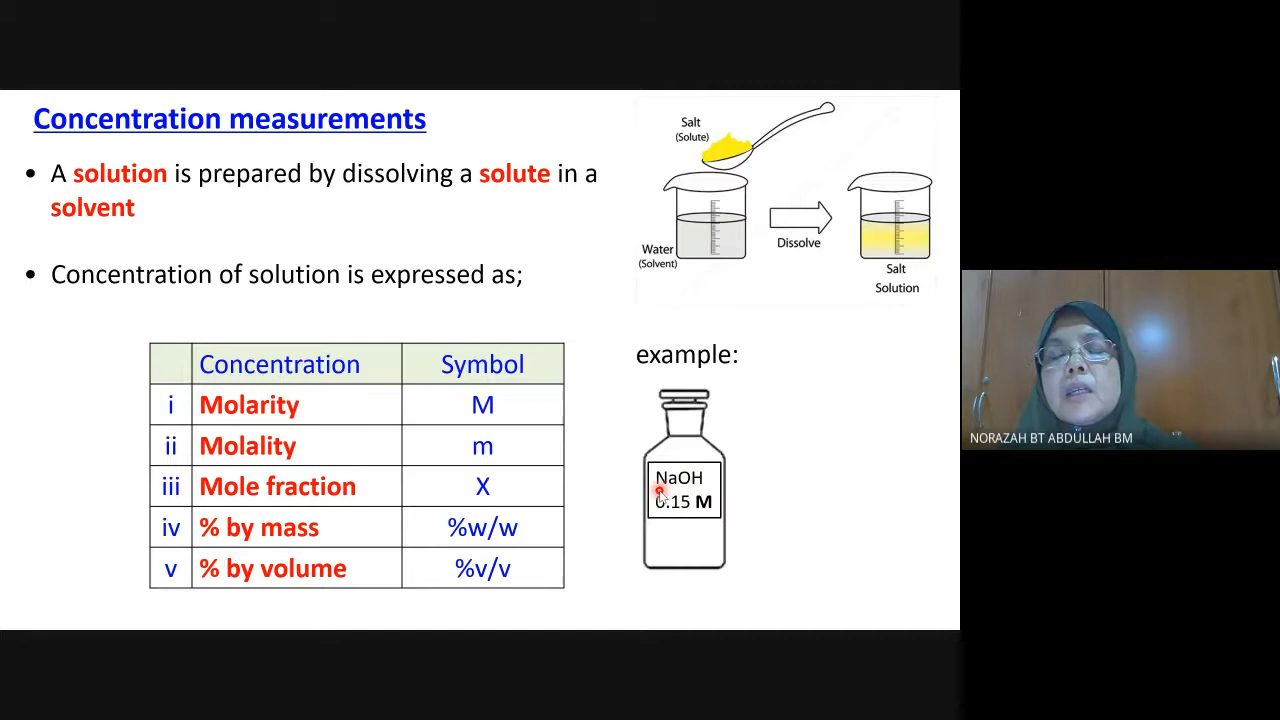 Concentration measurements
• A solution is prepared by dissolving a solute in a
solvent
• Concentration of solution is expressed as;
Concentration Symbol
i Molarity M
ii Molality m
iii Mole fraction X
iv % by mass %w/w
v % by volume %v/v
Salt
(Solute)
Water
(Solvent)
Dissolve
Salt
Solution
example:
NaOH
0.15 M
NORAZAH BT ABDULLAH BM